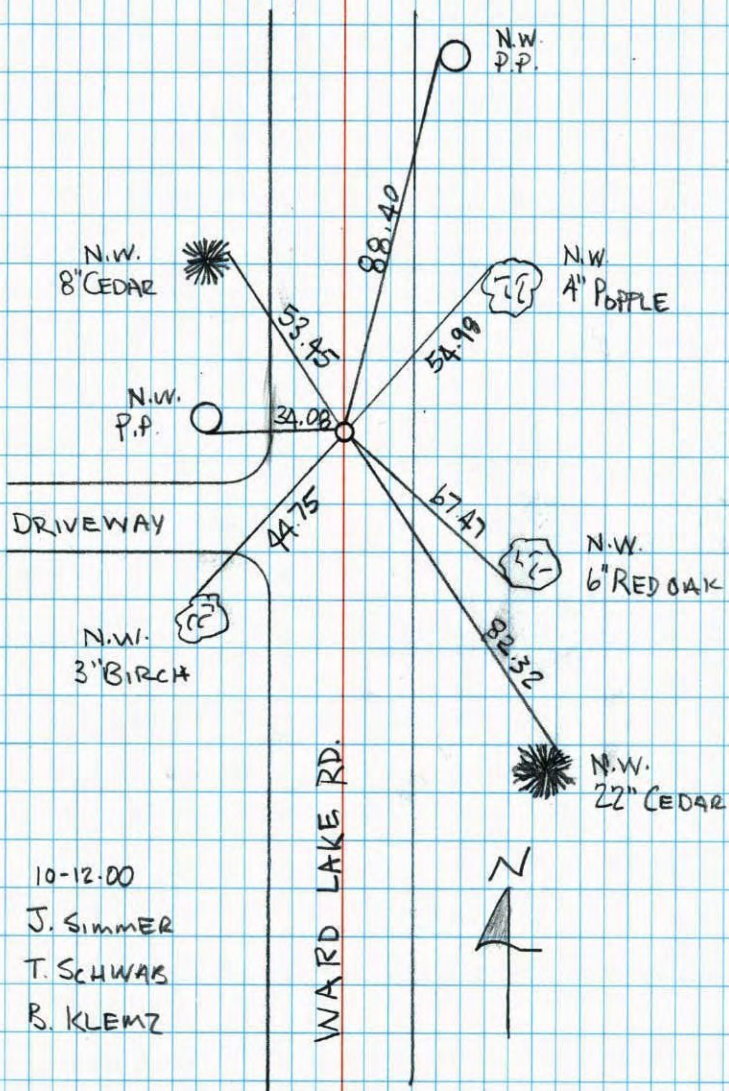 N.W.
P.P.
88.40
N.W.
8"CEDAR
N.W.
4" POPPLE
53.45
54.99
N.W.
P.P.
34.08
67.47
DRIVEWAY
44.75
N.W.
6" RED OAK
N.W.
3"BIRCH
82.32
N.W.
22" CEDAR
WARD LAKE RD.
N
10-12-00
J. SIMMER
T. SCHWAB
B. KLEMZ